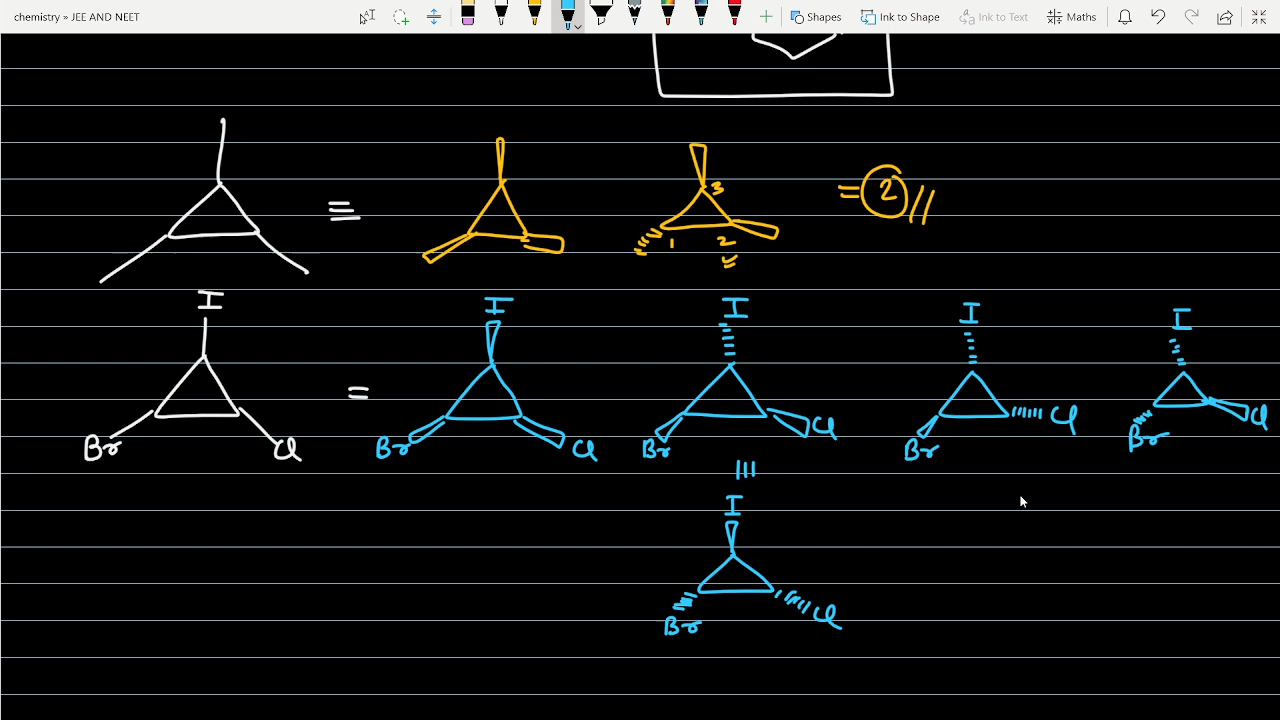 chemistry » JEE AND NEET
Shapes
Ink to Shape
Ink to Text
Maths
3
1
2
= 2 //
I
Br
Cl
=
I
Br
Cl
I
Br
Cl
I
Br
Cl
I
Br
Cl
I
Br
Cl